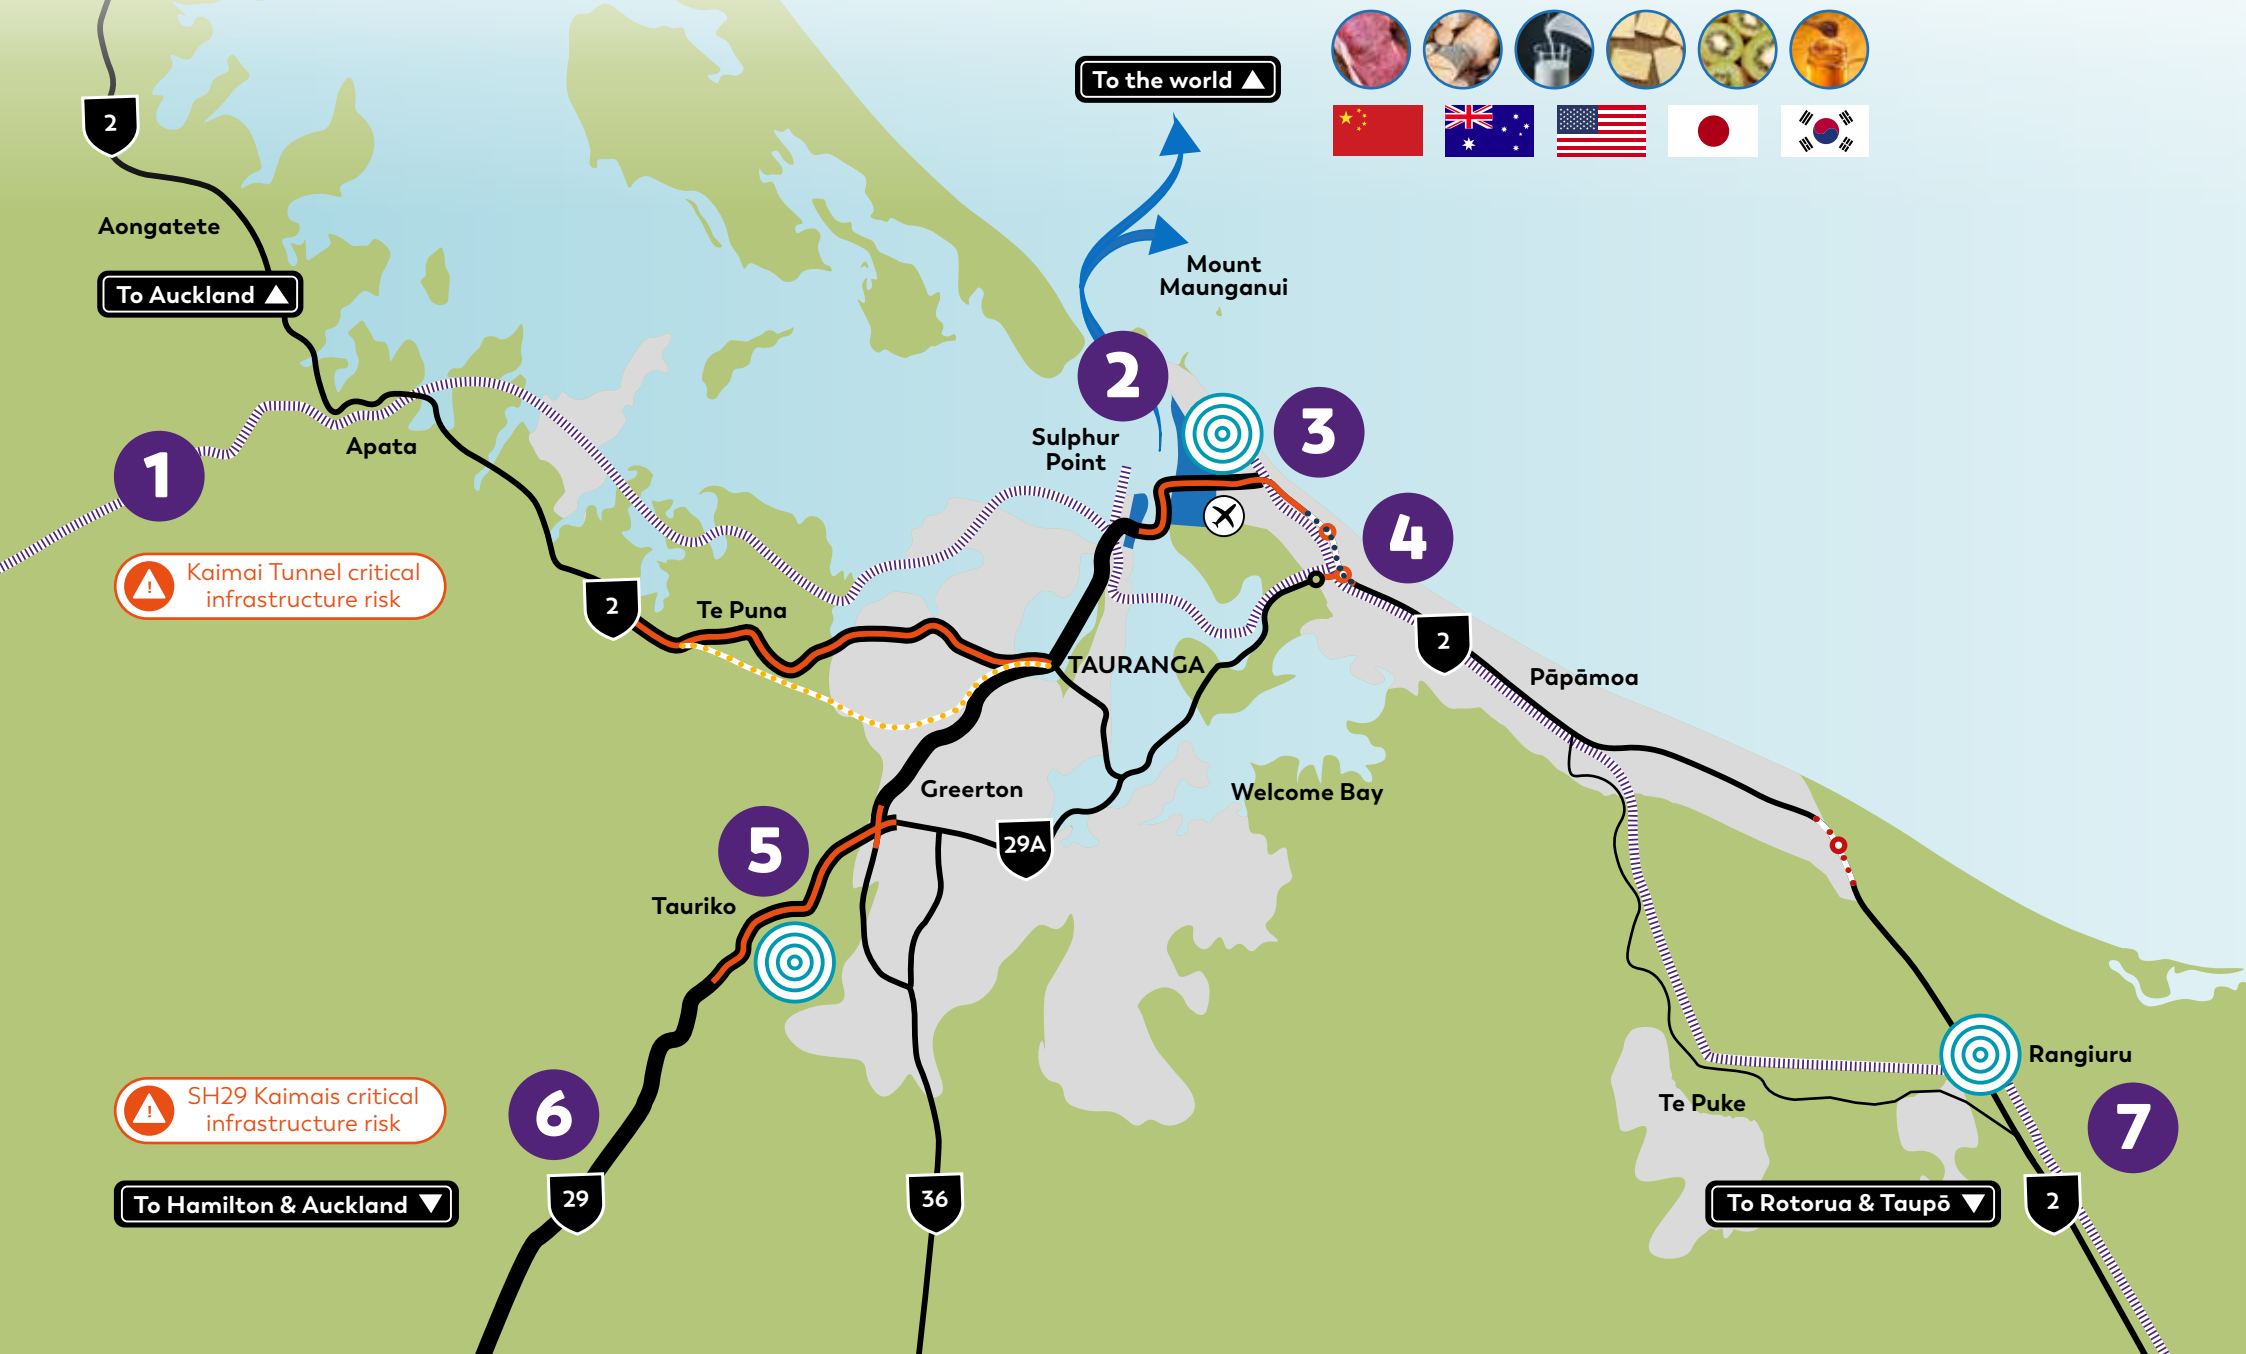 To the world
2
Aongatete
To Auckland
Mount
Maunganui
2
3
Sulphur
Point
Apata
1
4
Kaimai Tunnel critical
infrastructure risk
2
Te Puna
2
TAURANGA
Pāpāmoa
Greerton
Welcome Bay
5
29A
Tauriko
Rangiuru
SH29 Kaimais critical
infrastructure risk
6
Te Puke
7
To Hamilton & Auckland
29
36
To Rotorua & Taupō
2